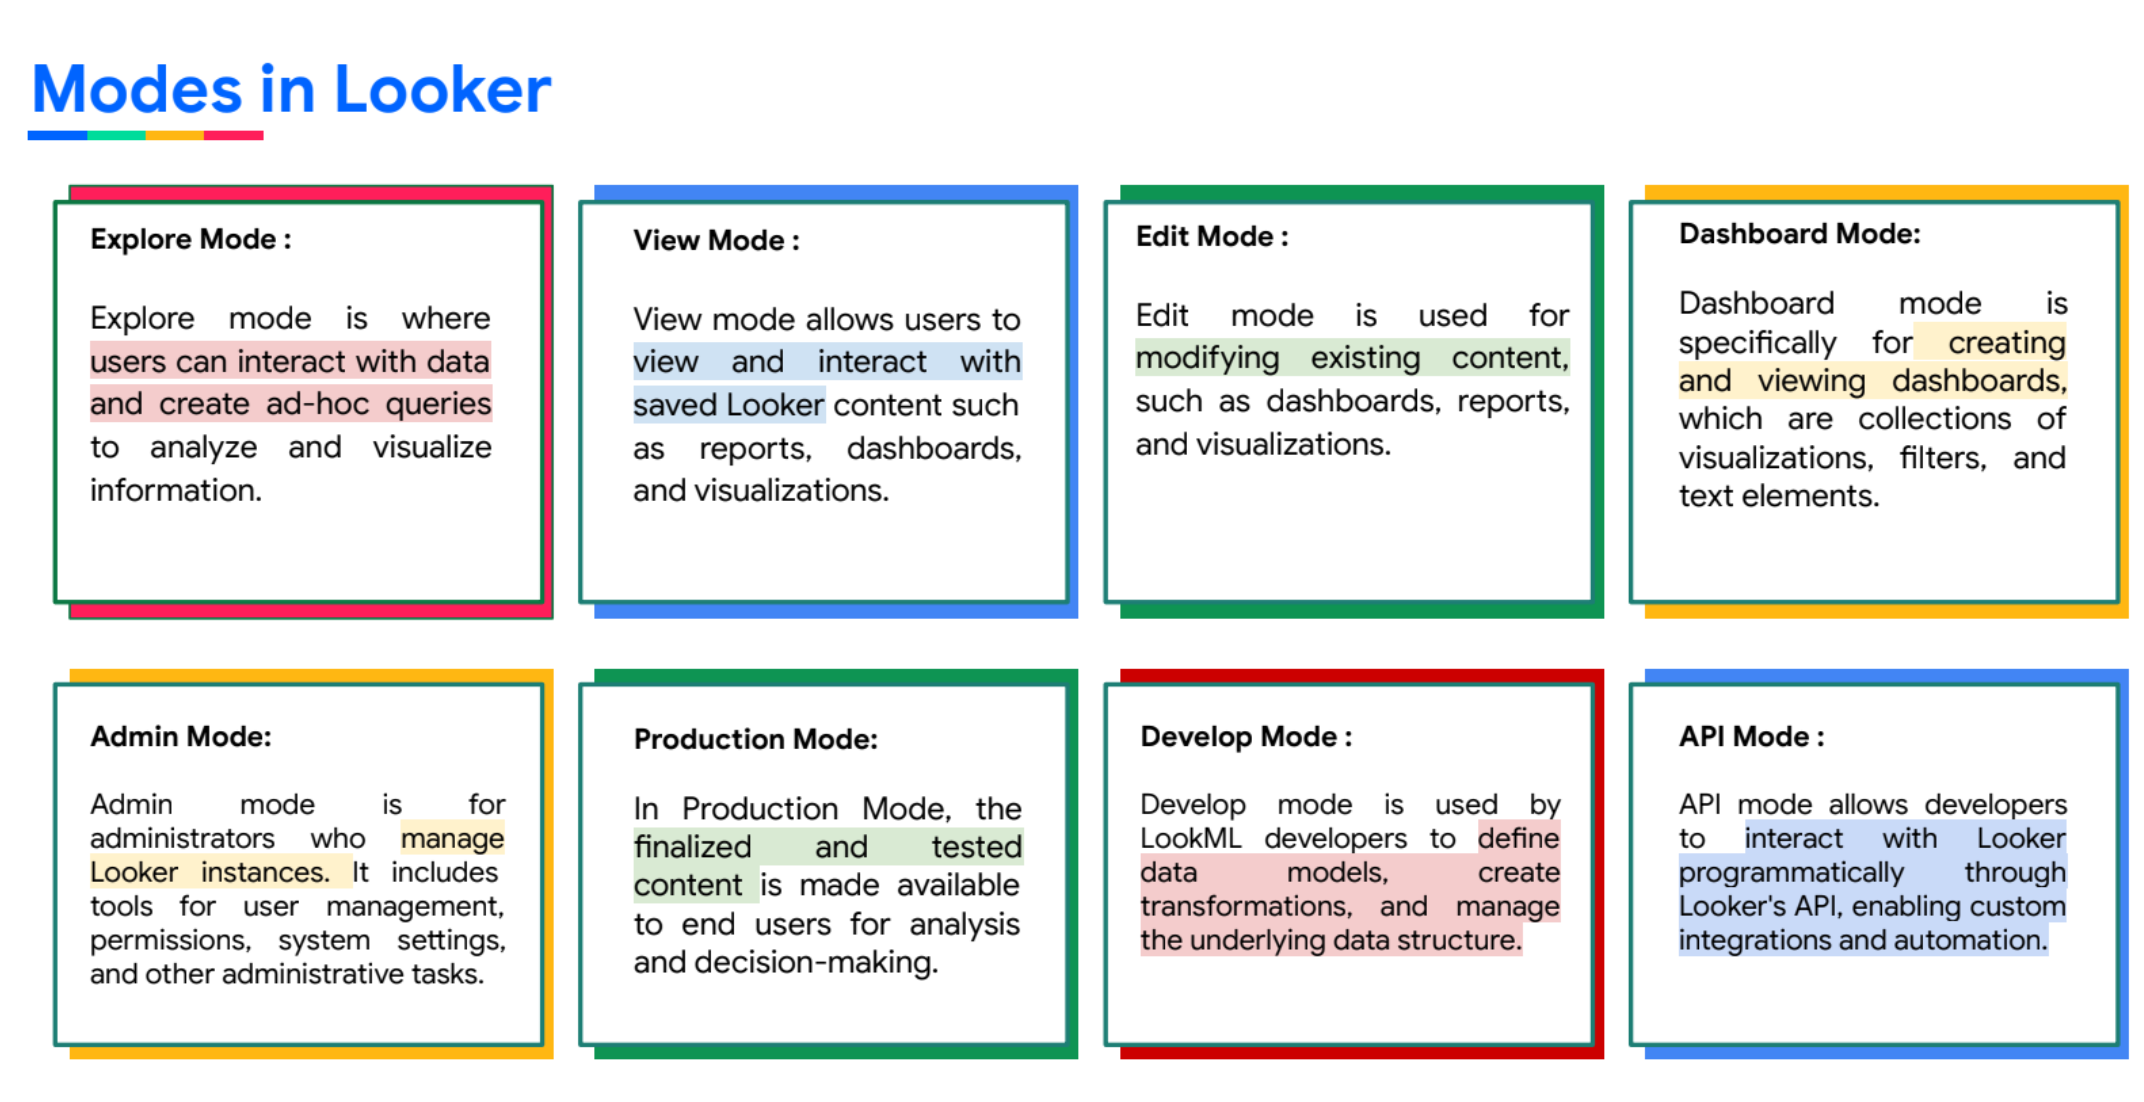 Modes in Looker
Explore Mode :
Explore mode is where
users can interact with data
and create ad-hoc queries
to analyze and visualize
information.
View Mode :
View mode allows users to
view and interact with
saved Looker content such
as reports, dashboards,
and visualizations.
Edit Mode :
Edit mode is used for
modifying existing content,
such as dashboards, reports,
and visualizations.
Dashboard Mode:
Dashboard mode is
specifically for creating
and viewing dashboards,
which are collections of
visualizations, filters, and
text elements.
Admin Mode:
Admin mode is for
administrators who manage
Looker instances. It includes
tools for user management,
permissions, system settings,
and other administrative tasks.
Production Mode:
In Production Mode, the
finalized and tested
content is made available
to end users for analysis
and decision-making.
Develop Mode :
Develop mode is used by
LookML developers to define
data models, create
transformations, and manage
the underlying data structure.
API Mode :
API mode allows developers
to interact with Looker
programmatically through
Looker's API, enabling custom
integrations and automation.